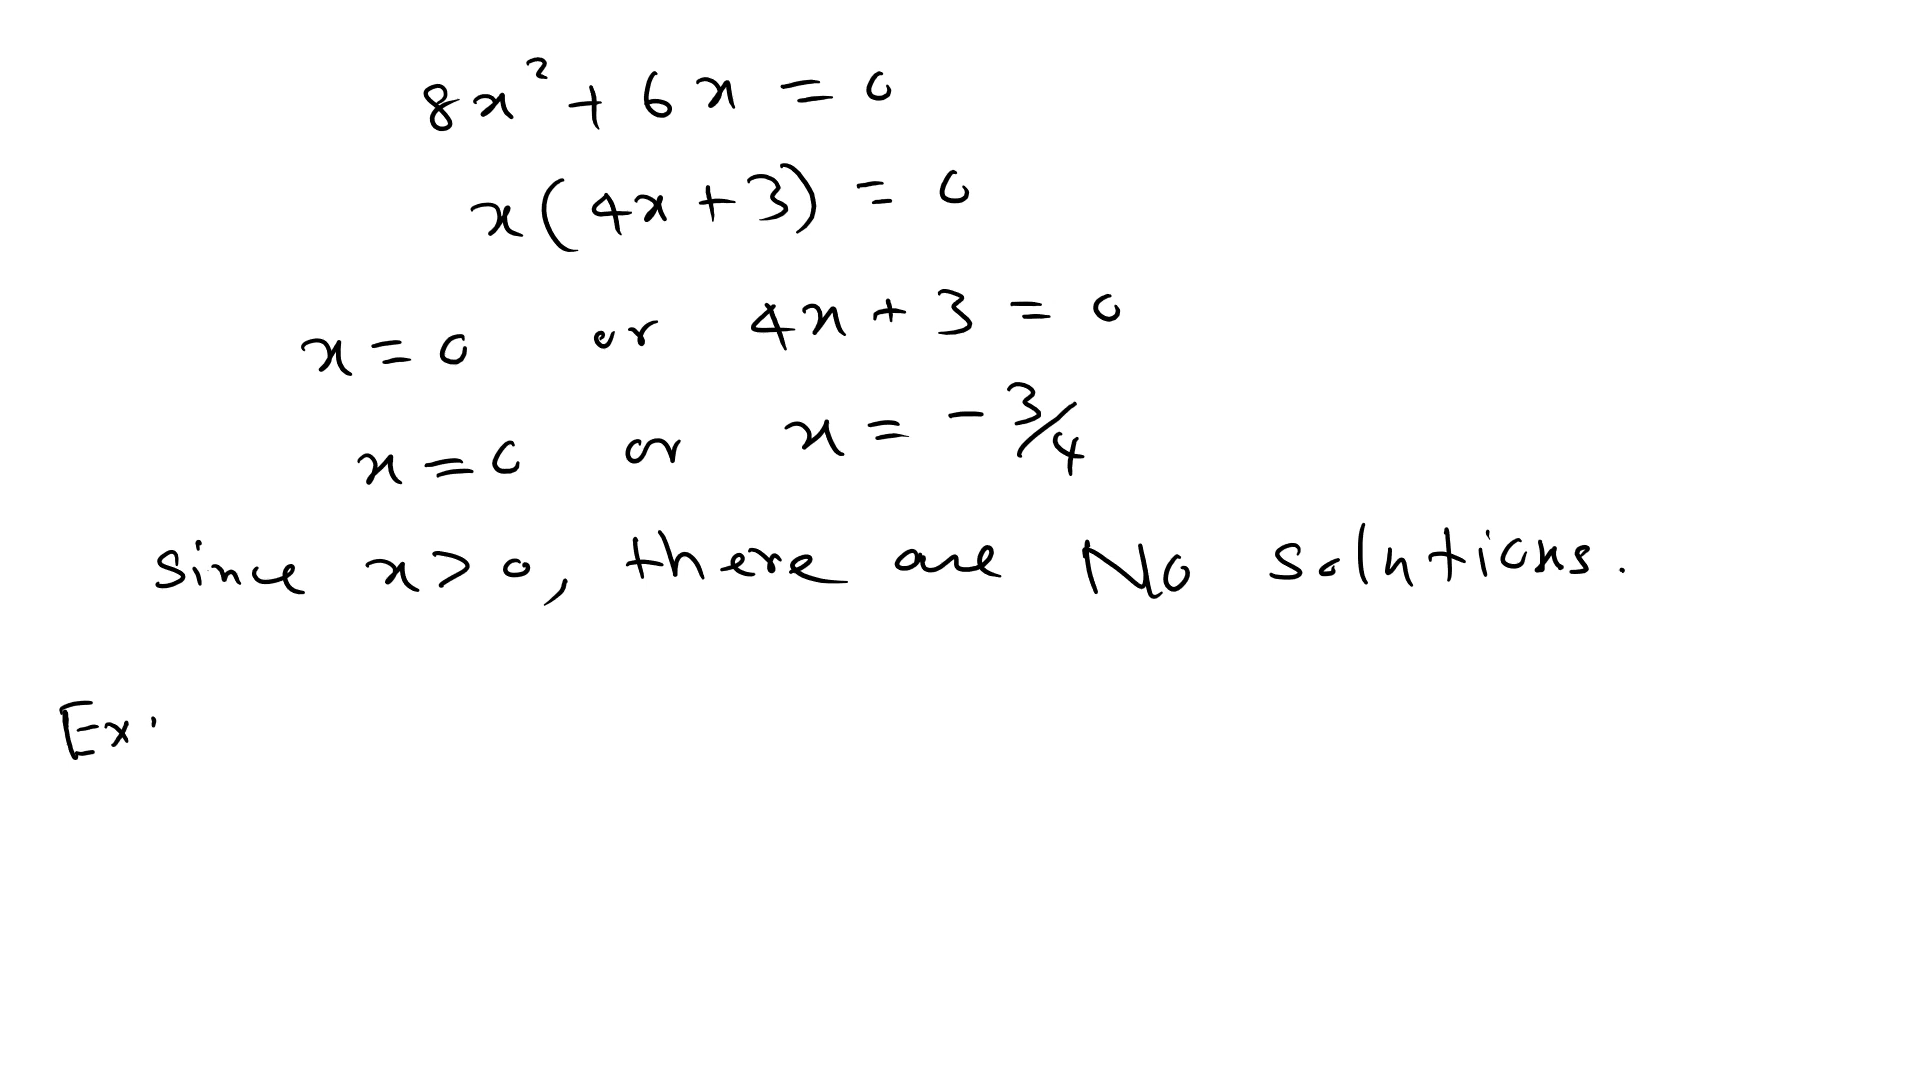 8x² + 6x = 0
x(4x + 3) = 0
x = 0 or 4x + 3 = 0
x = 0 or x = - 3/4
since x > 0, there are No solutions.
Ex.